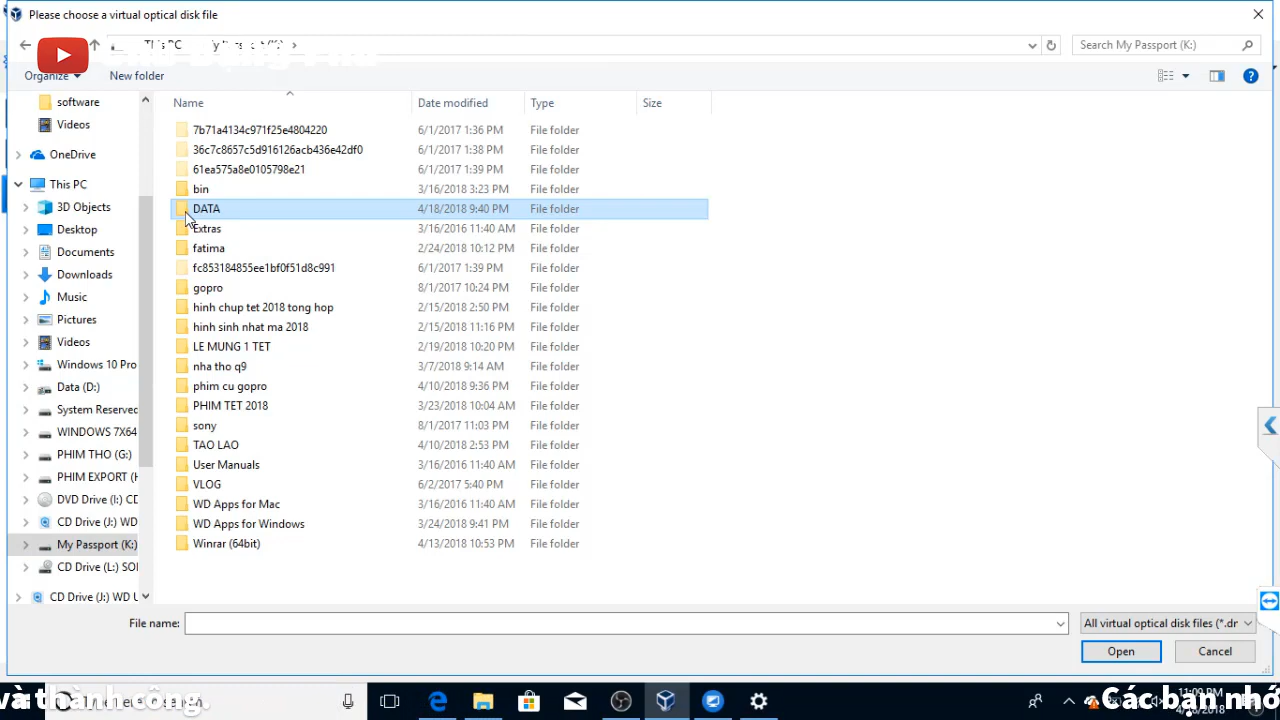 Please choose a virtual optical disk file
This PC
Search My Passport (K:)
Organize
New folder
software
Videos
OneDrive
This PC
3D Objects
Desktop
Documents
Downloads
Music
Pictures
Videos
Windows 10 Pro
Data (D:)
System Reserved
WINDOWS 7X64
PHIM THO (G:)
PHIM EXPORT (H
DVD Drive (I:) CD
CD Drive (J:) WD
My Passport (K:)
CD Drive (L:) SO
CD Drive (J:) WD U
Name Date modified Type Size
7b71a4134c971f25e4804220 6/1/2017 1:36 PM File folder
36c7c8657c5d916126acb436e42df0 6/1/2017 1:38 PM File folder
61ea575a8e0105798e21 6/1/2017 1:39 PM File folder
bin 3/16/2018 3:23 PM File folder
DATA 4/18/2018 9:40 PM File folder
Extras 3/16/2016 11:40 AM File folder
fatima 2/24/2018 10:12 PM File folder
fc853184855ee1bf0f51d8c991 6/1/2017 1:39 PM File folder
gopro 8/1/2017 10:24 PM File folder
hinh chup tet 2018 tong hop 2/15/2018 2:50 PM File folder
hinh sinh nhat ma 2018 2/15/2018 11:16 PM File folder
LE MUNG 1 TET 2/19/2018 10:20 PM File folder
nha tho q9 3/7/2018 9:14 AM File folder
phim cu gopro 4/10/2018 9:36 PM File folder
PHIM TET 2018 3/23/2018 10:04 AM File folder
sony 8/1/2017 11:03 PM File folder
TAO LAO 4/10/2018 2:53 PM File folder
User Manuals 3/16/2016 11:40 AM File folder
VLOG 6/2/2017 5:40 PM File folder
WD Apps for Mac 3/16/2016 11:40 AM File folder
WD Apps for Windows 3/24/2018 9:41 PM File folder
Winrar (64bit) 4/13/2018 10:53 PM File folder
File name:
All virtual optical disk files (*.dr
Open
Cancel
và thành công.
Các bạn nhớ
11:09 PM